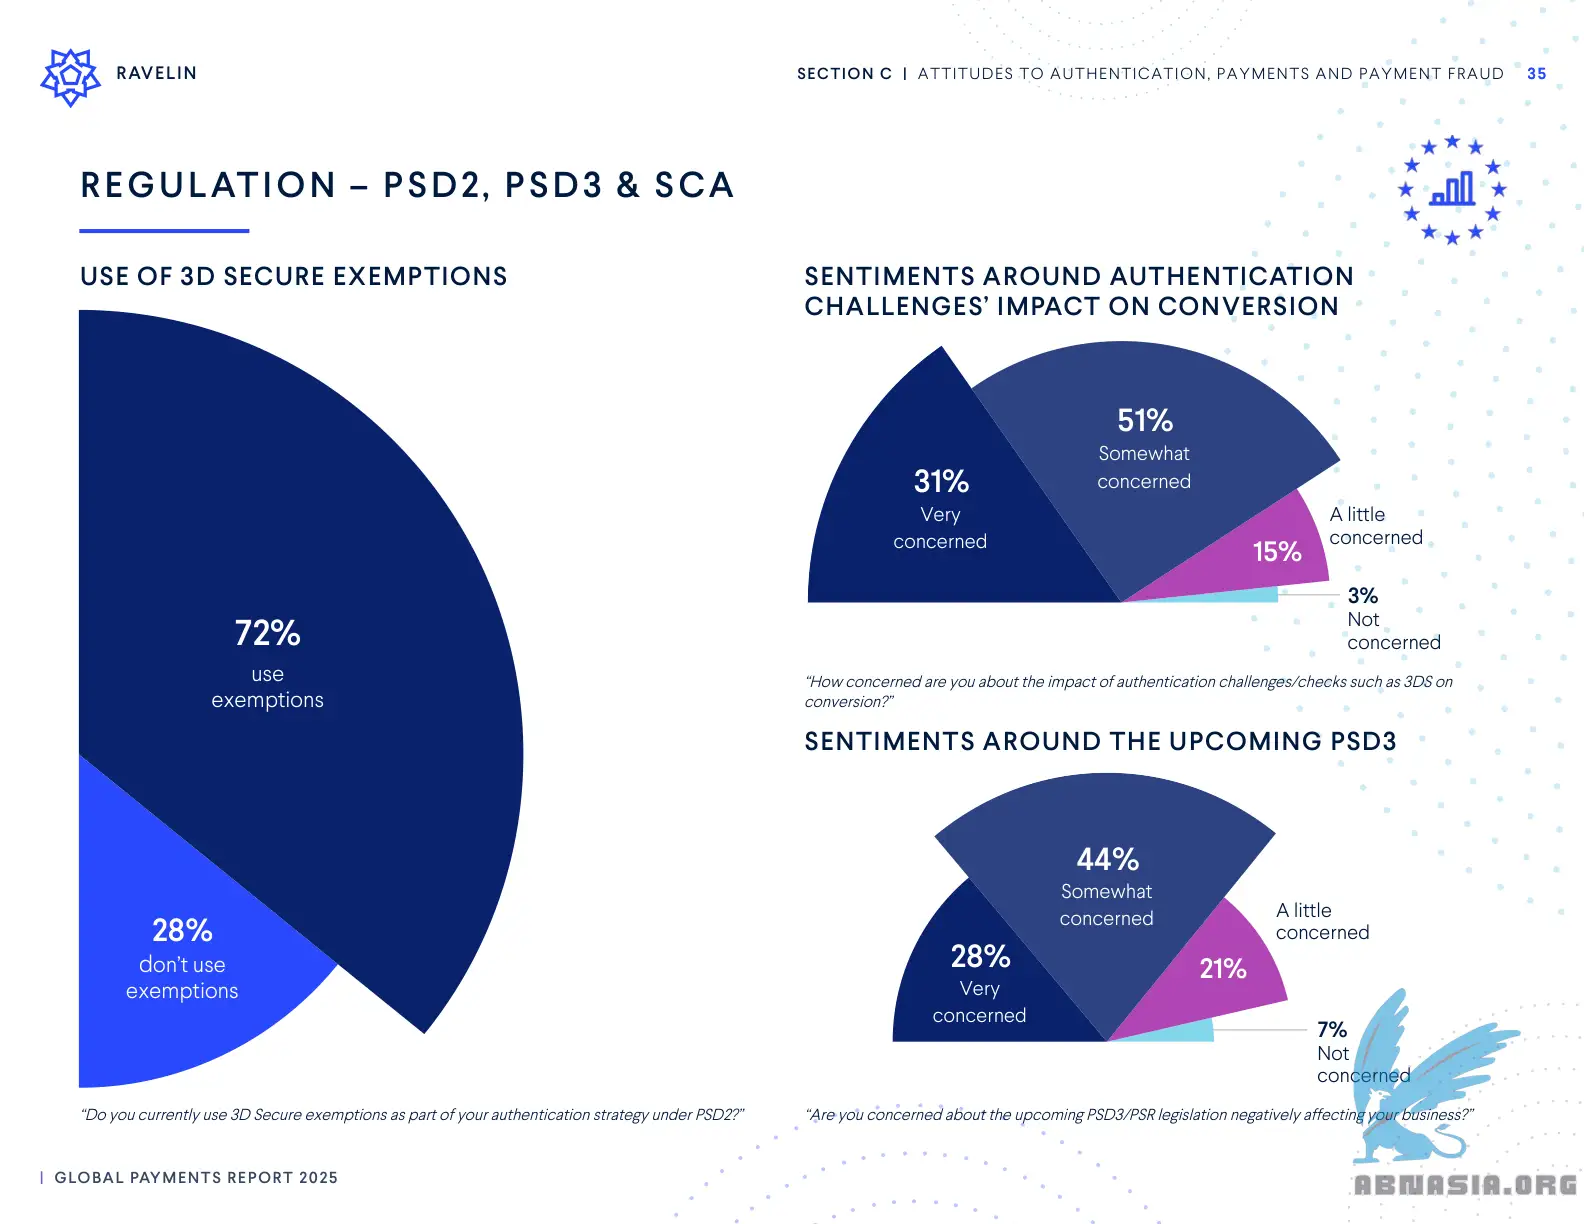 RAVELIN
SECTION C | ATTITUDES TO AUTHENTICATION, PAYMENTS AND PAYMENT FRAUD 35
REGULATION – PSD2, PSD3 & SCA
USE OF 3D SECURE EXEMPTIONS
72%
use
exemptions
28%
don't use
exemptions
“Do you currently use 3D Secure exemptions as part of your authentication strategy under PSD2?”
SENTIMENTS AROUND AUTHENTICATION
CHALLENGES’ IMPACT ON CONVERSION
31%
Very
concerned
51%
Somewhat
concerned
A little
concerned
15%
3%
Not
concerned
“How concerned are you about the impact of authentication challenges/checks such as 3DS on
conversion?”
SENTIMENTS AROUND THE UPCOMING PSD3
28%
Very
concerned
44%
Somewhat
concerned
A little
concerned
21%
7%
Not
concerned
“Are you concerned about the upcoming PSD3/PSR legislation negatively affecting your business?”
| GLOBAL PAYMENTS REPORT 2025
ABNASIA.ORG